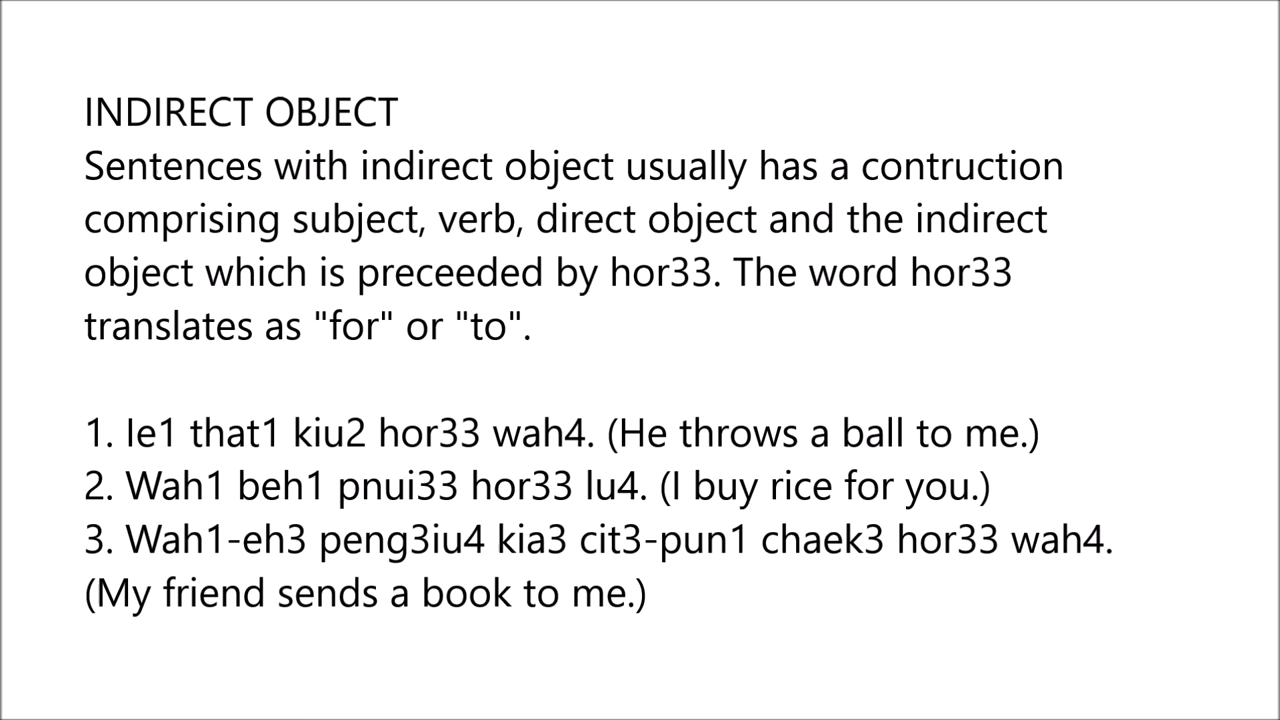 INDIRECT OBJECT
Sentences with indirect object usually has a contruction
comprising subject, verb, direct object and the indirect
object which is preceeded by hor33. The word hor33
translates as "for" or "to".
1. Ie1 that1 kiu2 hor33 wah4. (He throws a ball to me.)
2. Wah1 beh1 pnui33 hor33 lu4. (I buy rice for you.)
3. Wah1-eh3 peng3iu4 kia3 cit3-pun1 chaek3 hor33 wah4.
(My friend sends a book to me.)